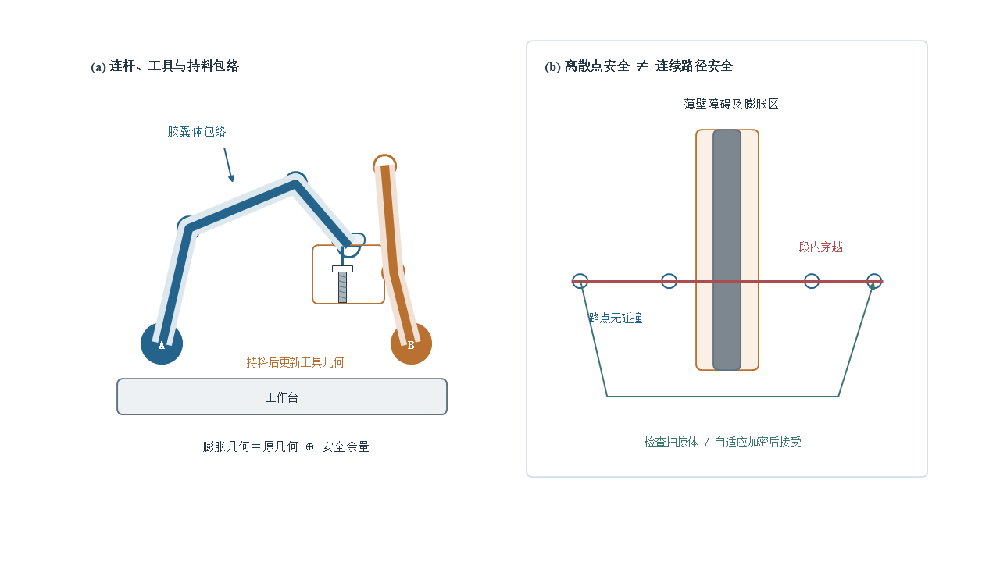 (a) 连杆、工具与持料包络
胶囊体包络
A
B
持料后更新工具几何
工作台
膨胀几何＝原几何 ⊕ 安全余量
(b) 离散点安全 ≠ 连续路径安全
薄壁障碍及膨胀区
段内穿越
路点无碰撞
检查扫掠体 / 自适应加密后接受